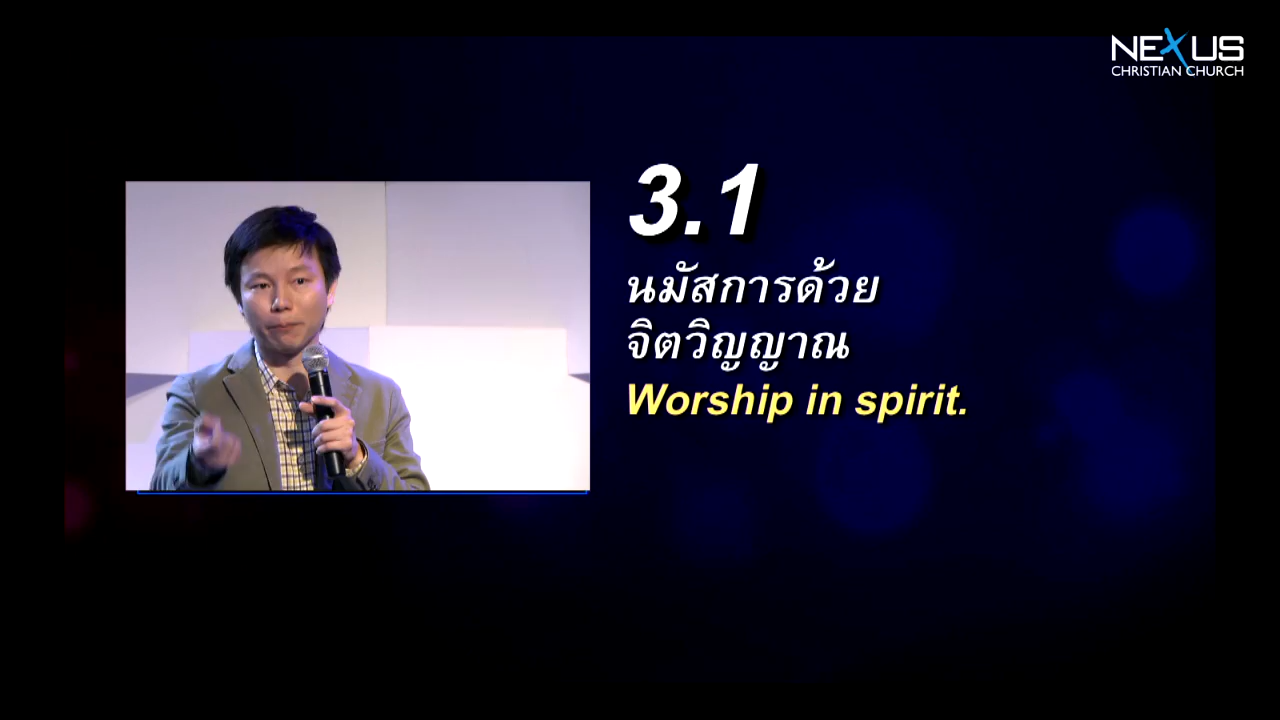 NEXUS
CHRISTIAN CHURCH
3.1
นมัสการด้วย
จิตวิญญาณ
Worship in spirit.